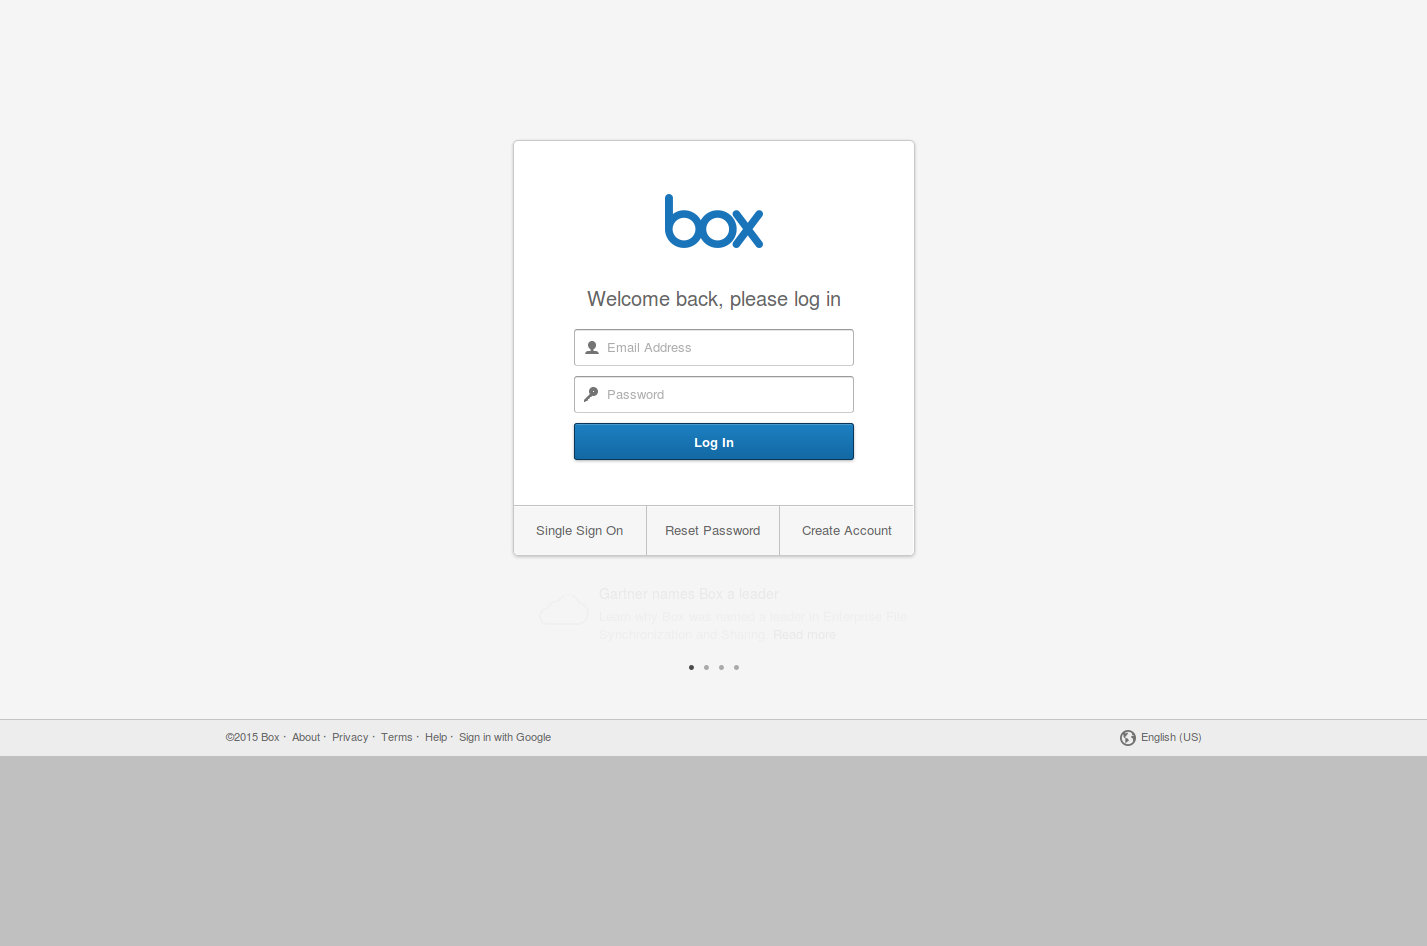 box
Welcome back, please log in
Email Address
Password
Log In
Single Sign On
Reset Password
Create Account
Gartner names Box a leader
Learn why Box was named a leader in Enterprise File
Synchronization and Sharing. Read more
©2015 Box · About · Privacy · Terms · Help · Sign in with Google
English (US)